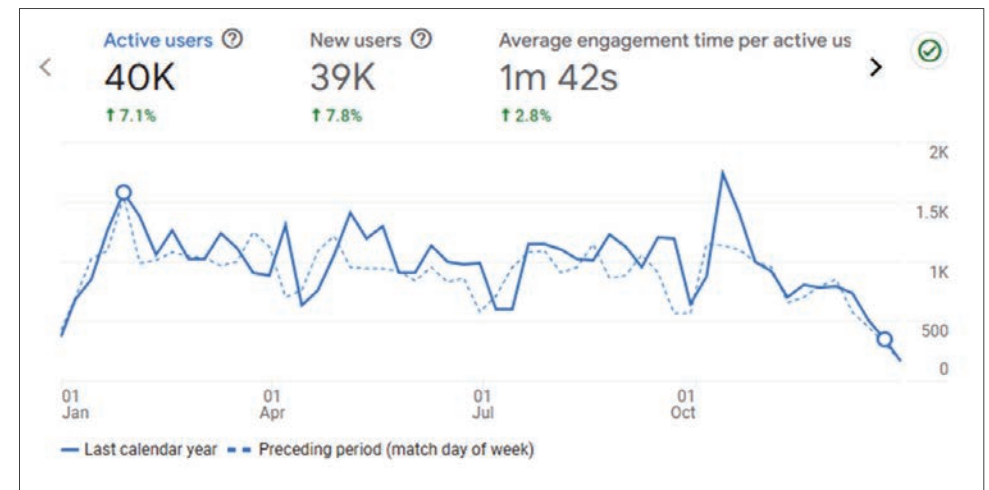 Active users
New users
Average engagement time per active us
40K
39K
1m 42s
↑ 7.1%
↑ 7.8%
↑ 2.8%
2K
1.5K
1K
500
0
01
Jan
01
Apr
01
Jul
01
Oct
Last calendar year
Preceding period (match day of week)